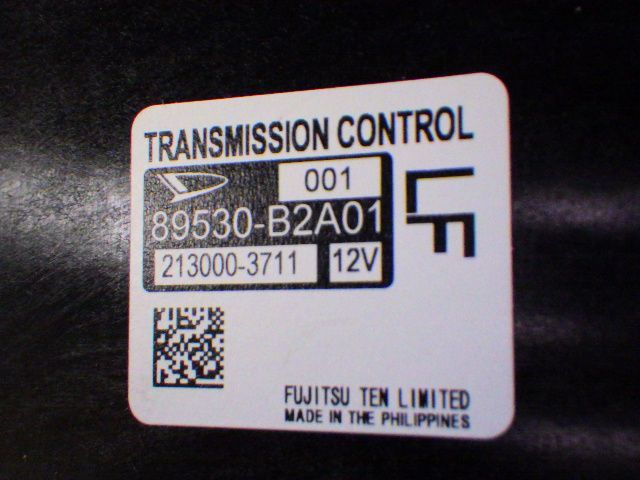 TRANSMISSION CONTROL
001
89530-B2A01
213000-3711 12V
LF
FUJITSU TEN LIMITED
MADE IN THE PHILIPPINES